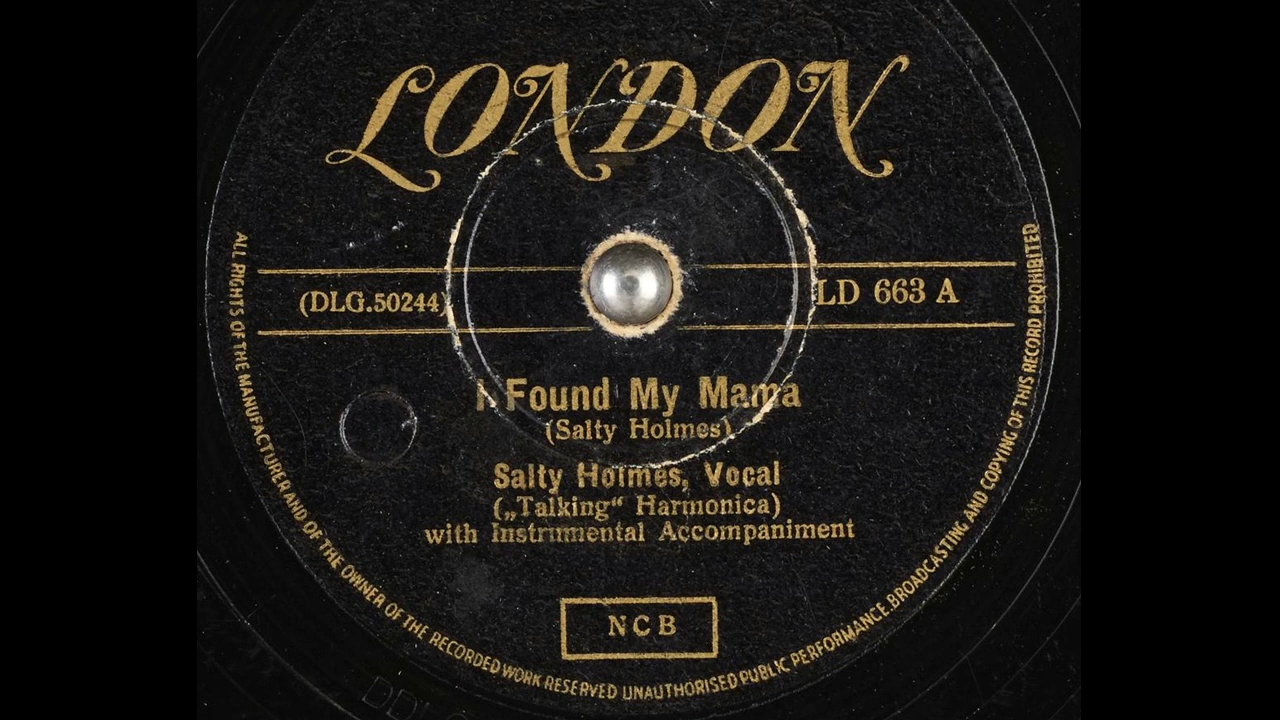 LONDON
(DLG.50244)
LD 663 A
I Found My Mama
(Salty Holmes)
Salty Holmes, Vocal
(„Talking“ Harmonica)
with Instrumental Accompaniment
NCB
ALL RIGHTS OF THE MANUFACTURER AND OF THE OWNER OF THE RECORDED WORK RESERVED UNAUTHORISED PUBLIC PERFORMANCE.BROADCASTING AND COPYING OF THIS RECORD PROHIBITED